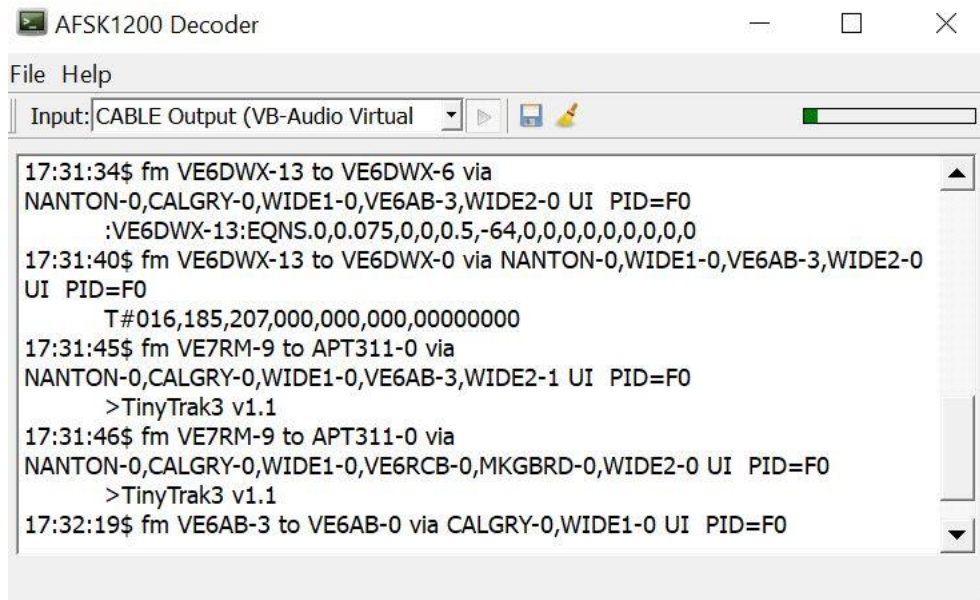 AFSK1200 Decoder
File Help
Input: CABLE Output (VB-Audio Virtual
17:31:34$ fm VE6DWX-13 to VE6DWX-6 via
NANTON-0,CALGRY-0,WIDE1-0,VE6AB-3,WIDE2-0 UI PID=F0
:VE6DWX-13:EQNS.0,0.075,0,0,0.5,-64,0,0,0,0,0,0,0,0,0
17:31:40$ fm VE6DWX-13 to VE6DWX-0 via NANTON-0,WIDE1-0,VE6AB-3,WIDE2-0
UI PID=F0
T#016,185,207,000,000,000,00000000
17:31:45$ fm VE7RM-9 to APT311-0 via
NANTON-0,CALGRY-0,WIDE1-0,VE6AB-3,WIDE2-1 UI PID=F0
>TinyTrak3 v1.1
17:31:46$ fm VE7RM-9 to APT311-0 via
NANTON-0,CALGRY-0,WIDE1-0,VE6RCB-0,MKGBRD-0,WIDE2-0 UI PID=F0
>TinyTrak3 v1.1
17:32:19$ fm VE6AB-3 to VE6AB-0 via CALGRY-0,WIDE1-0 UI PID=F0